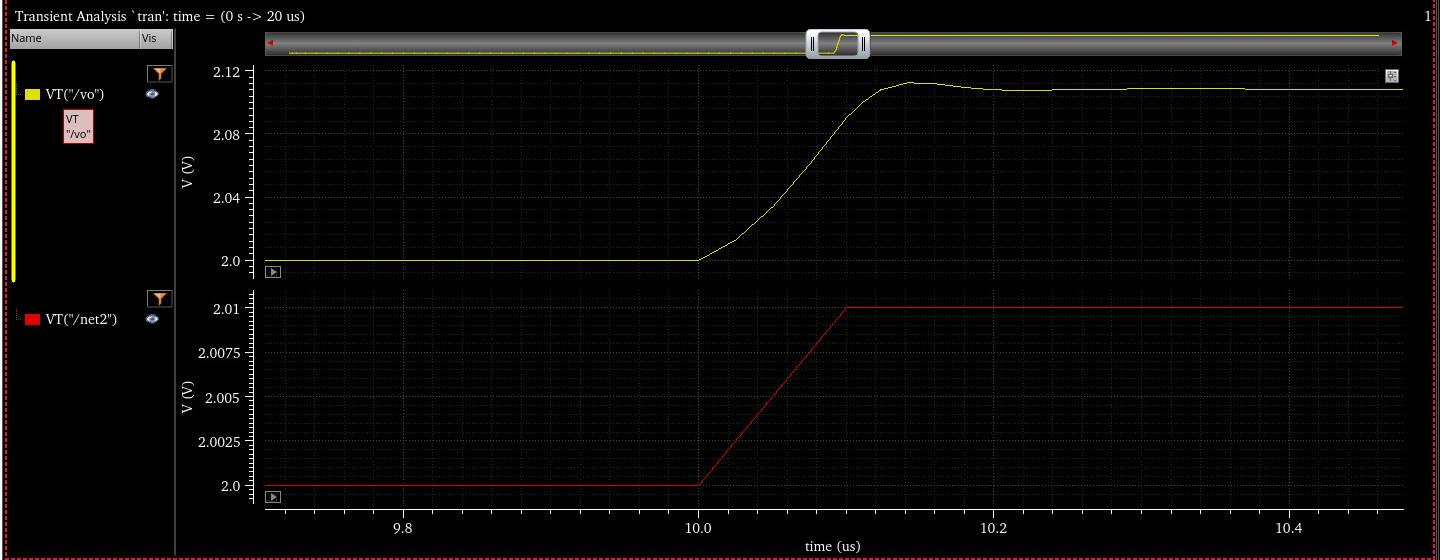 Transient Analysis `tran': time = (0 s -> 20 us)
1
Name
Vis
VT("/vo")
VT
"/vo"
V (V)
2.12
2.08
2.04
2.0
VT("/net2")
V (V)
2.01
2.0075
2.005
2.0025
2.0
9.8
10.0
10.2
10.4
time (us)